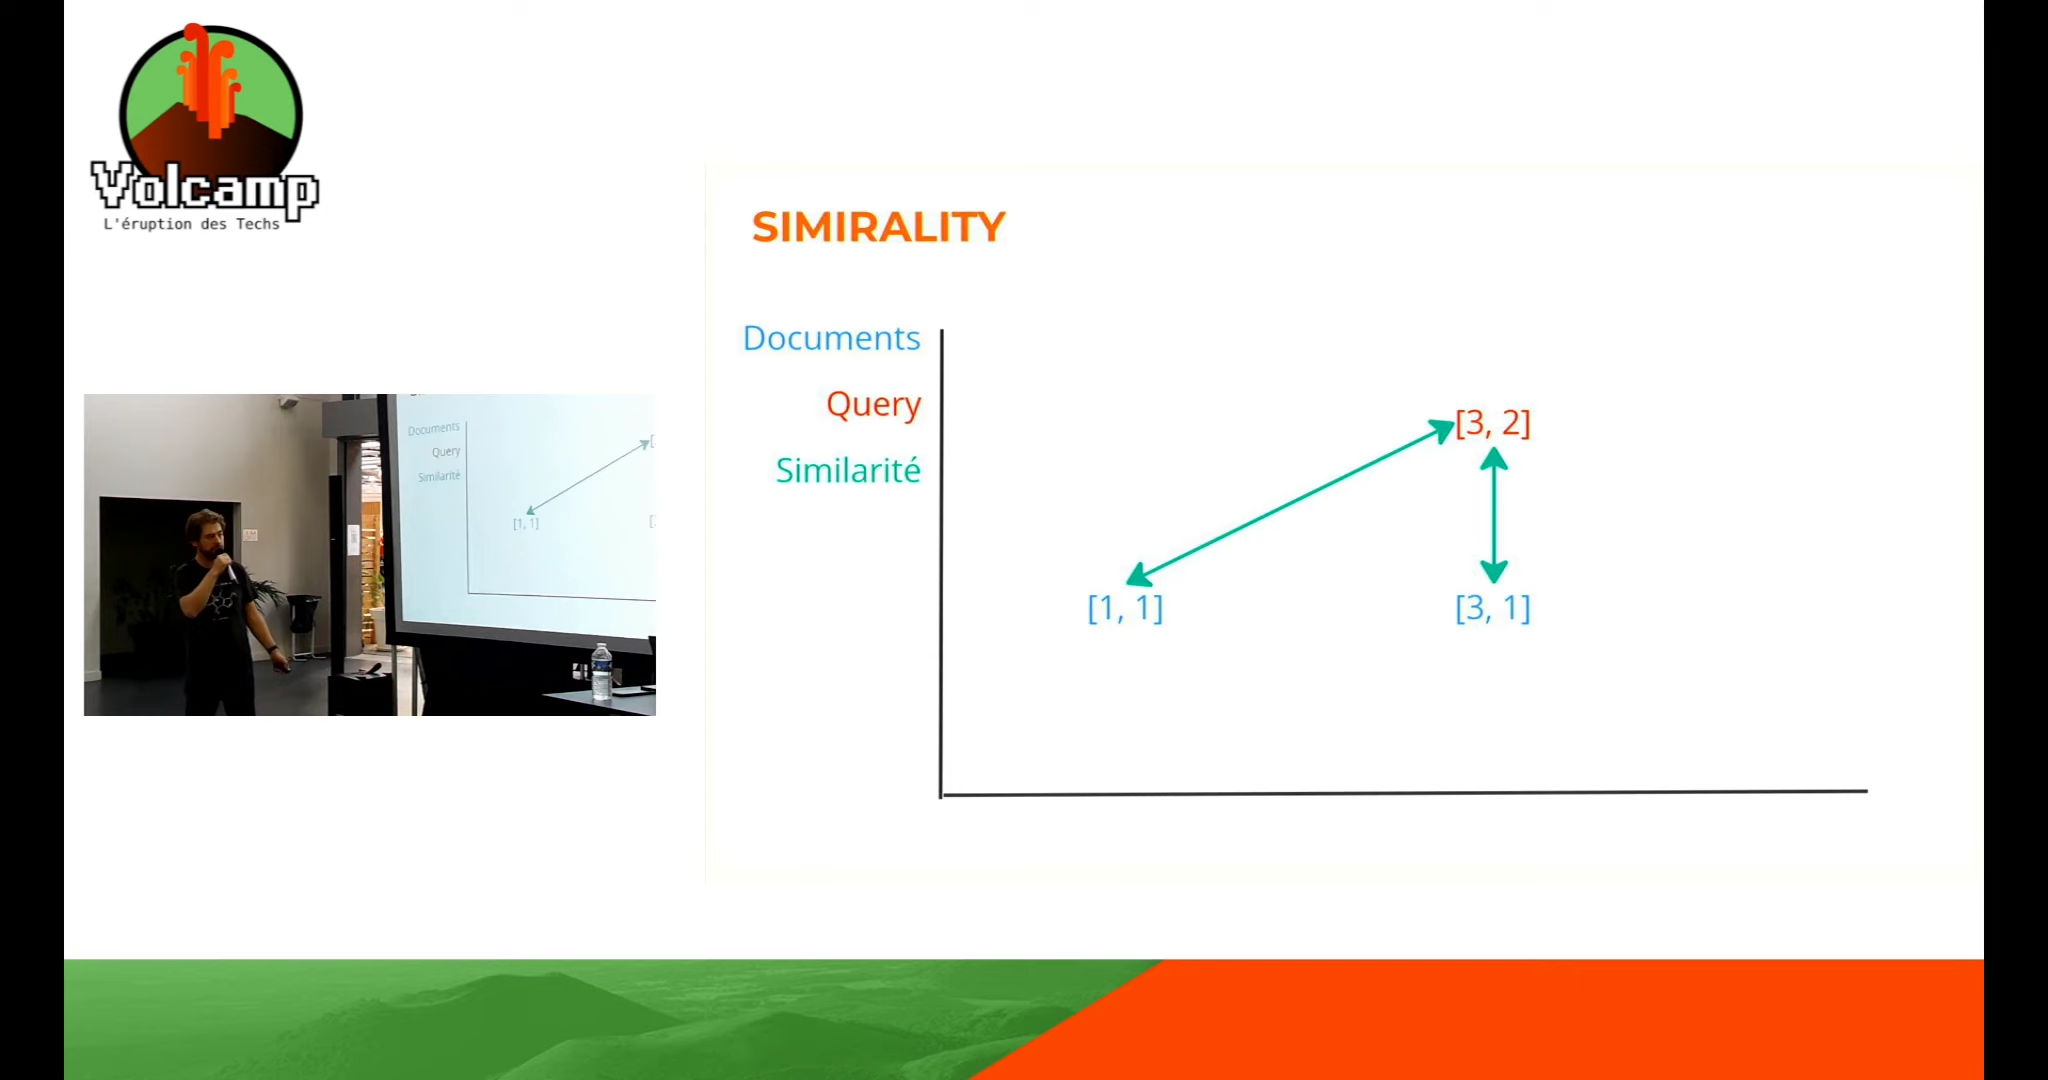 Volcamp
L'éruption des Techs
SIMIRALITY
Documents
Query
Similarité
[3, 2]
[1, 1]
[3, 1]
Documents
Query
Similarité
[1, 1]